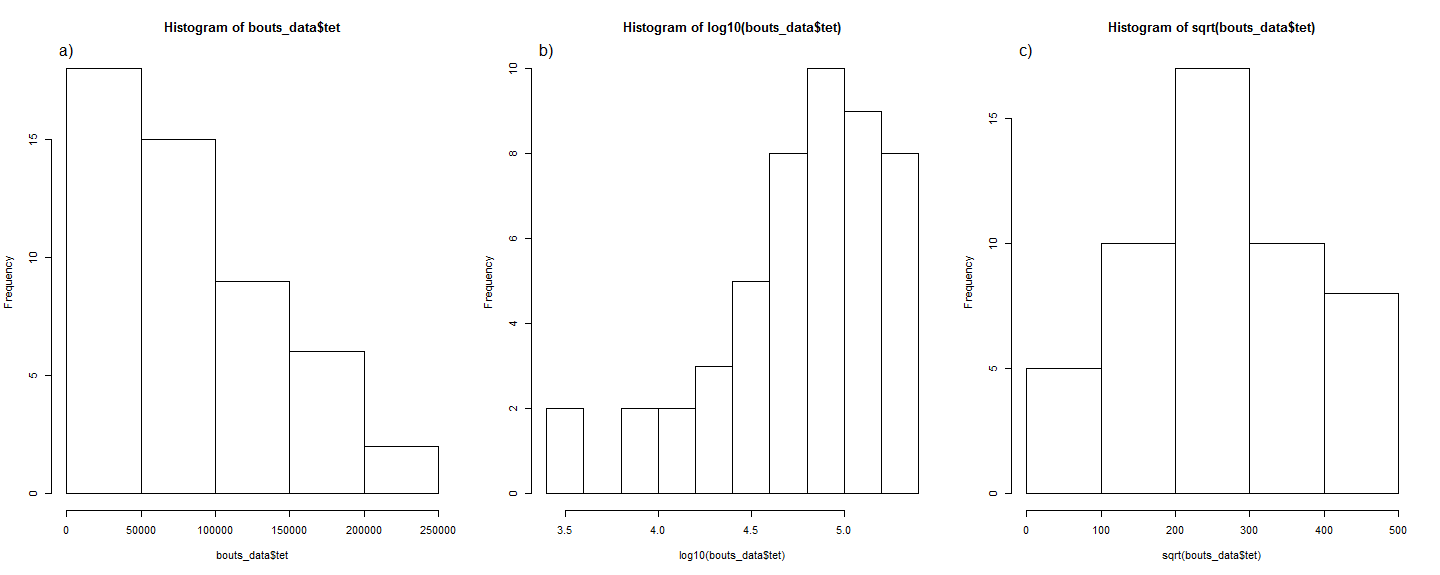 Histogram of bouts_data$tet
a)
15
10
5
0
Frequency
0 50000 100000 150000 200000 250000
bouts_data$tet
Histogram of log10(bouts_data$tet)
b)
10
8
6
4
2
0
Frequency
3.5 4.0 4.5 5.0
log10(bouts_data$tet)
Histogram of sqrt(bouts_data$tet)
c)
15
10
5
0
Frequency
0 100 200 300 400 500
sqrt(bouts_data$tet)